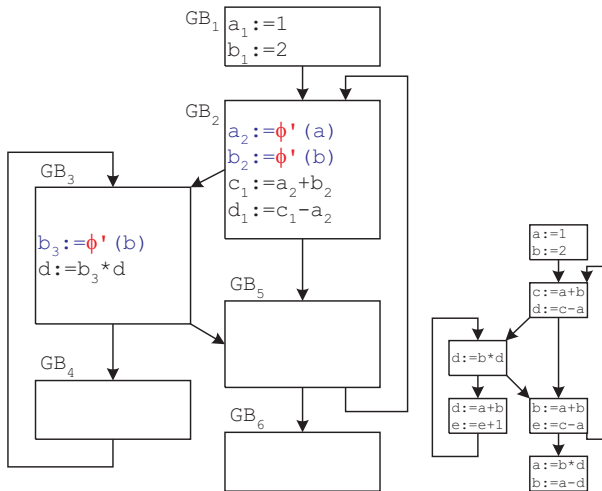 GB₁
a₁:=1
b₁:=2
GB₂
a₂:=ϕ'(a)
b₂:=ϕ'(b)
c₁:=a₂+b₂
d₁:=c₁-a₂
GB₃
b₃:=ϕ'(b)
d:=b₃*d
GB₄
GB₅
GB₆
a:=1
b:=2
c:=a+b
d:=c-a
d:=b*d
d:=a+b
e:=e+1
b:=a+b
e:=c-a
a:=b*d
b:=a-d